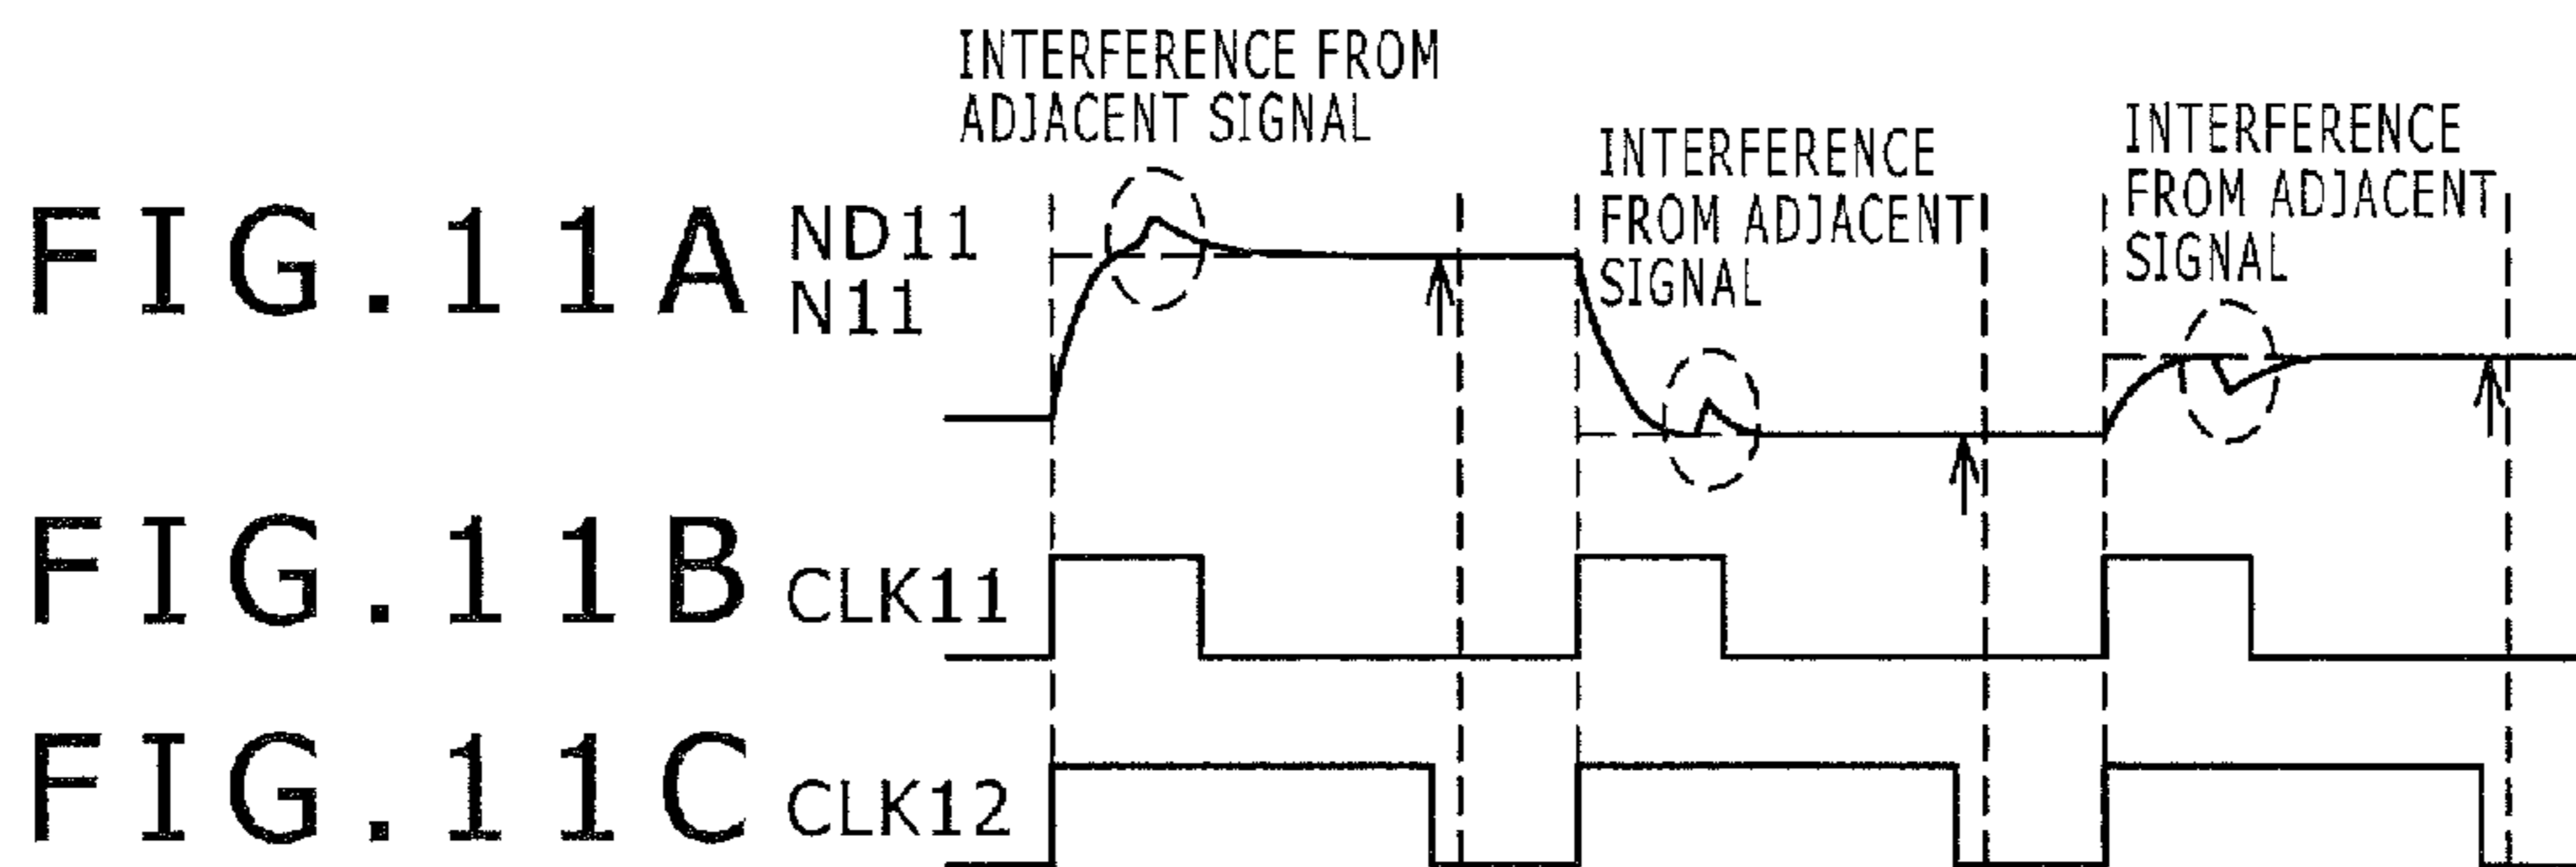 INTERFERENCE FROM
ADJACENT SIGNAL
INTERFERENCE
FROM ADJACENT
SIGNAL
INTERFERENCE
FROM ADJACENT
SIGNAL
FIG.11A
ND11
N11
FIG.11B
CLK11
FIG.11C
CLK12